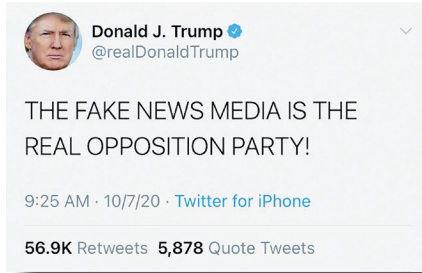 Donald J. Trump
@realDonaldTrump
THE FAKE NEWS MEDIA IS THE
REAL OPPOSITION PARTY!
9:25 AM · 10/7/20 · Twitter for iPhone
56.9K Retweets 5,878 Quote Tweets